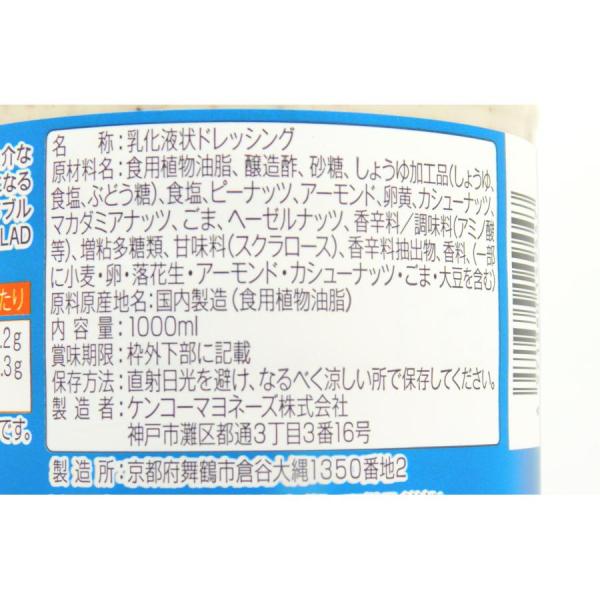 名　　称:乳化液状ドレッシング
原材料名:食用植物油脂、醸造酢、砂糖、しょうゆ加工品(しょうゆ、
食塩、ぶどう糖)、食塩、ピーナッツ、アーモンド、卵黄、カシューナッツ、
マカダミアナッツ、ごま、ヘーゼルナッツ、香辛料／調味料(アミノ酸
等)、増粘多糖類、甘味料(スクラロース)、香辛料抽出物、香料、(一部
に小麦・卵・落花生・アーモンド・カシューナッツ・ごま・大豆を含む)
原料原産地名:国内製造(食用植物油脂)
内 容 量:1000ml
賞味期限:枠外下部に記載
保存方法:直射日光を避け、なるべく涼しい所で保存してください。
製 造 者:ケンコーマヨネーズ株式会社
神戸市灘区都通3丁目3番16号
製 造 所:京都府舞鶴市倉谷大縄1350番地2
介な
なる
ブル
LAD
たり
.2g
.3g
です。